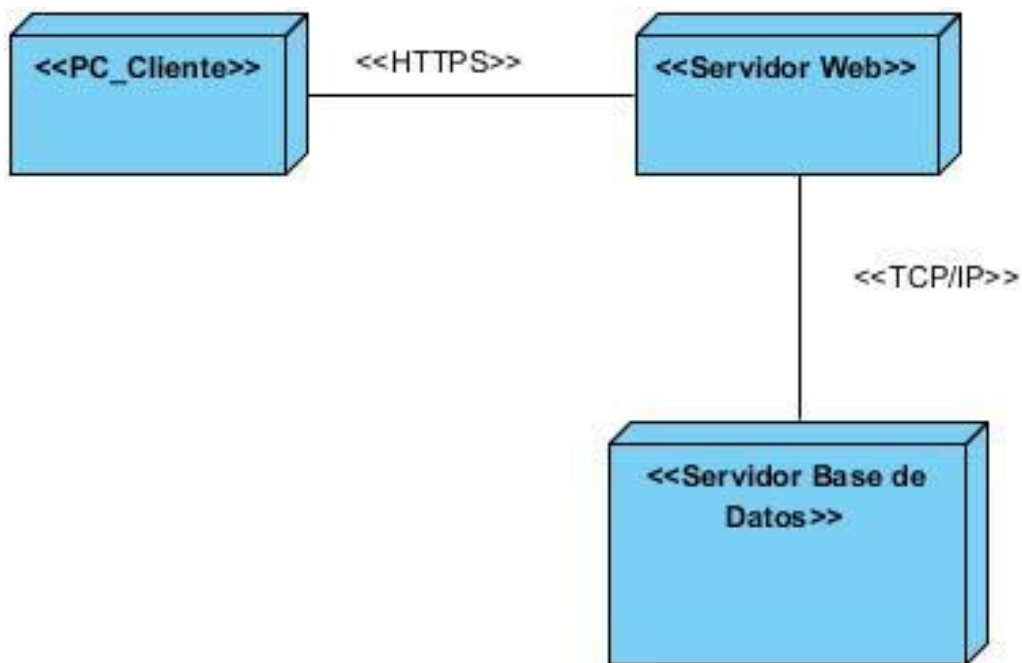 <<PC_Cliente>>
<<HTTPS>>
<<Servidor Web>>
<<TCP/IP>>
<<Servidor Base de
Datos>>